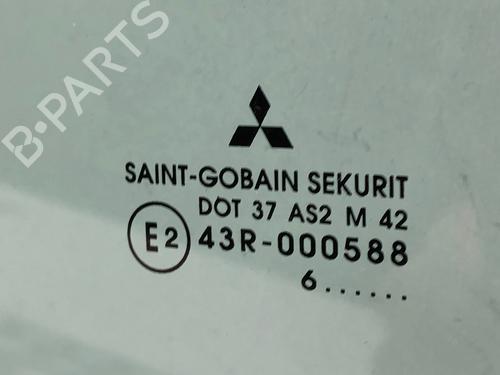 B-PARTS
SAINT-GOBAIN SEKURIT
DOT 37 AS2 M 42
E2 43R-000588
6......